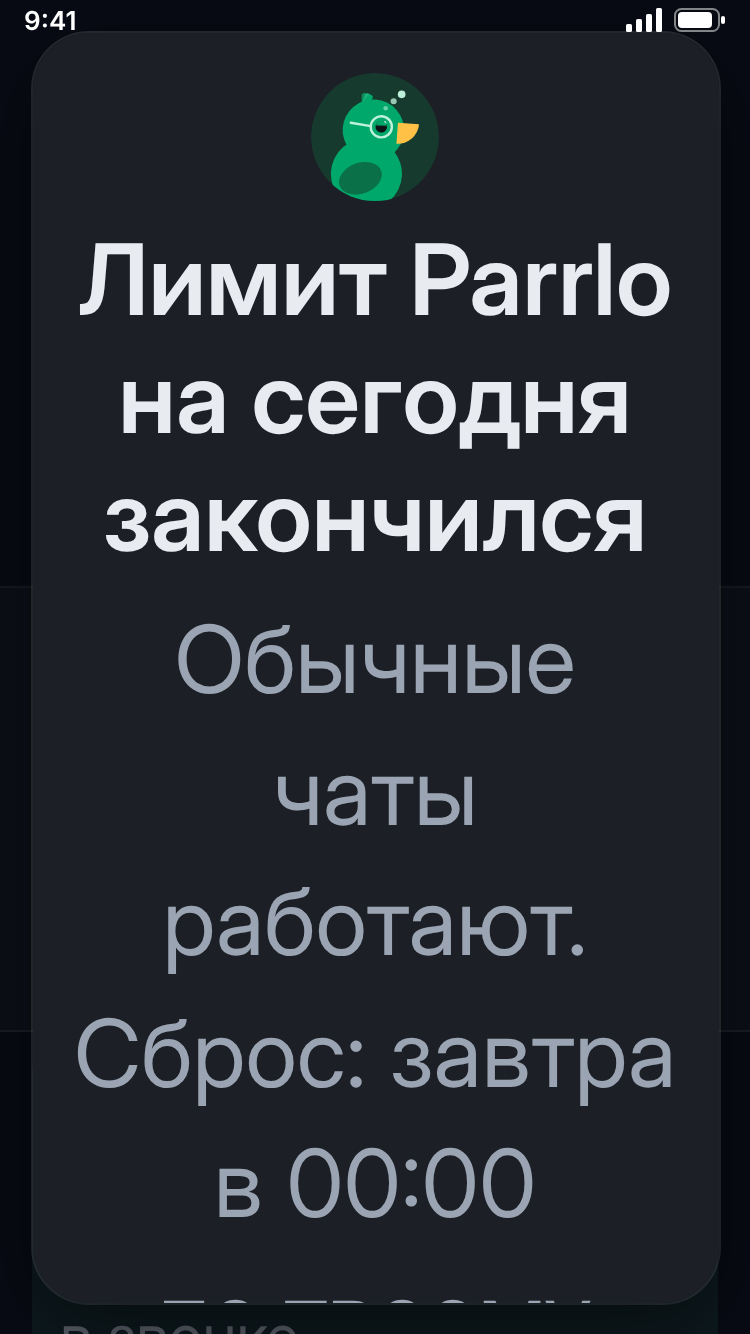 9:41
Лимит Parrlo
на сегодня
закончился
Обычные
чаты
работают.
Сброс: завтра
в 00:00